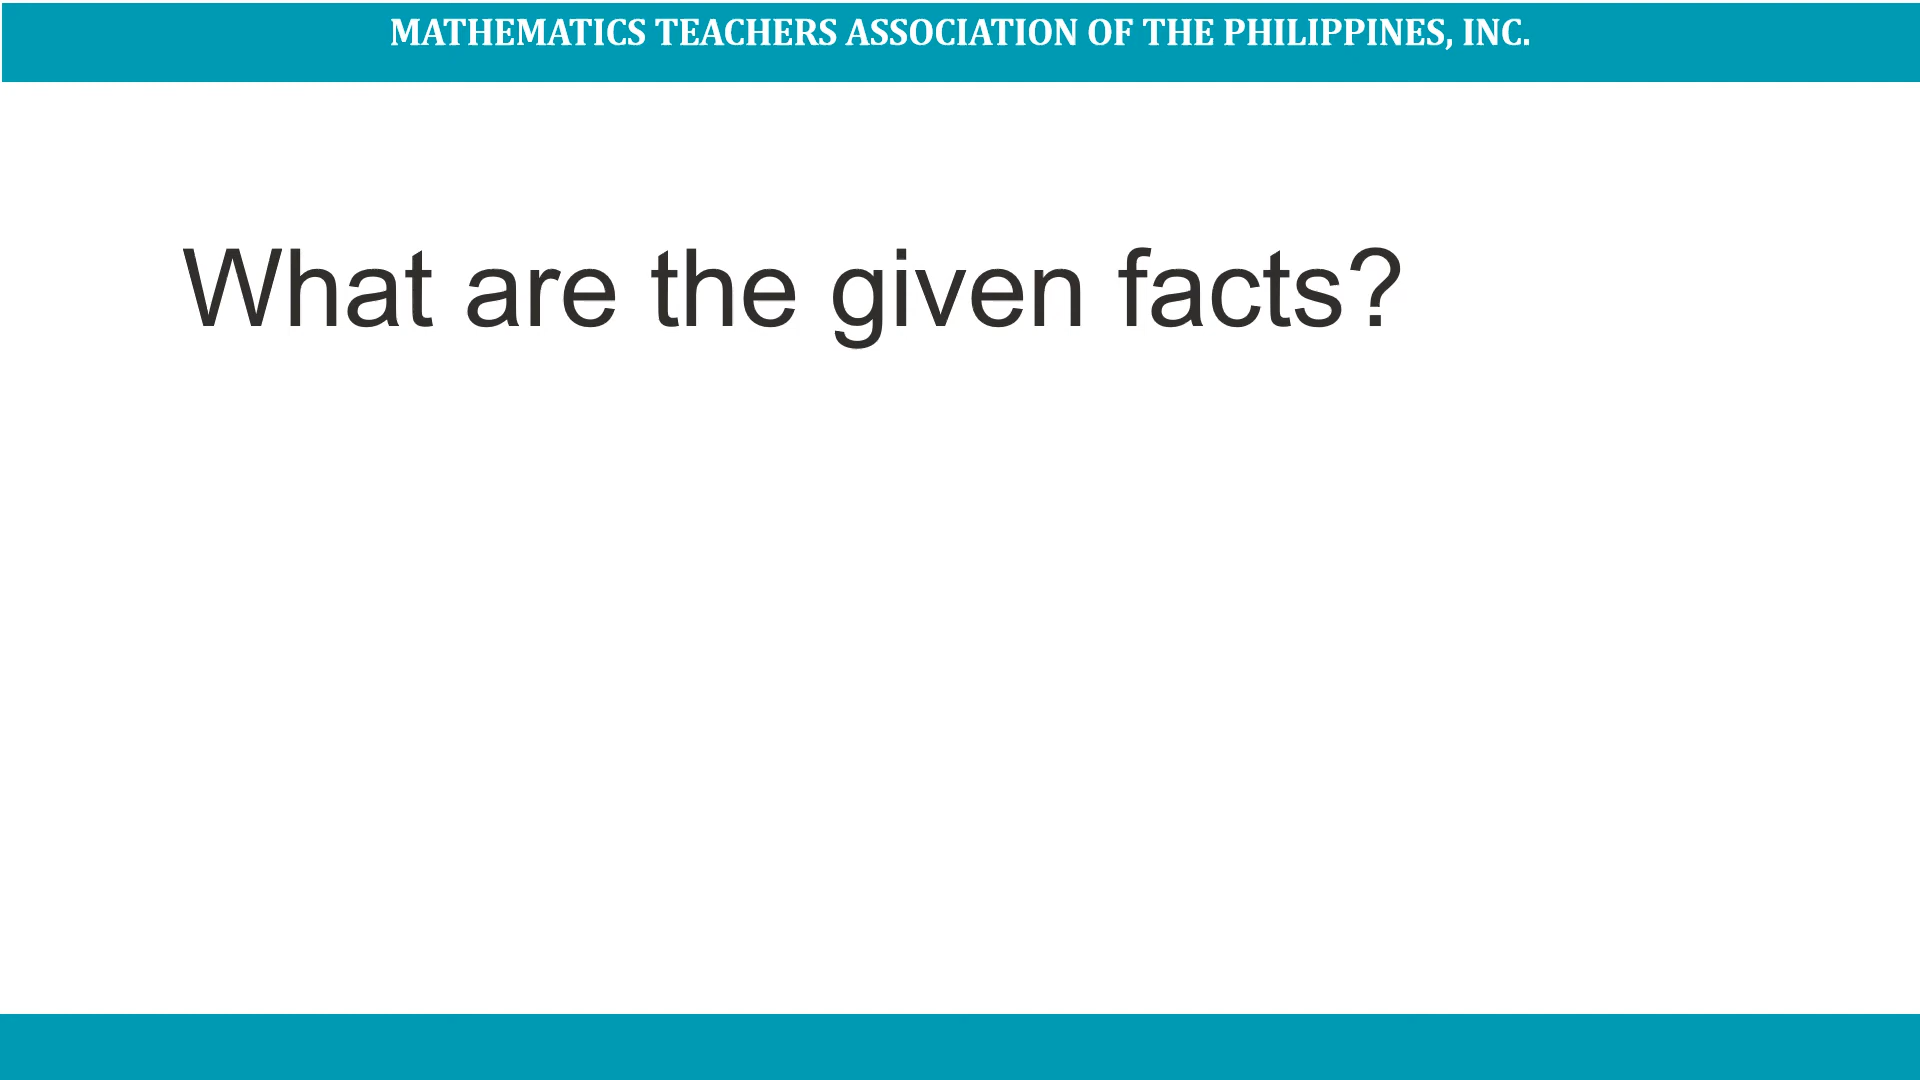 MATHEMATICS TEACHERS ASSOCIATION OF THE PHILIPPINES, INC.
What are the given facts?